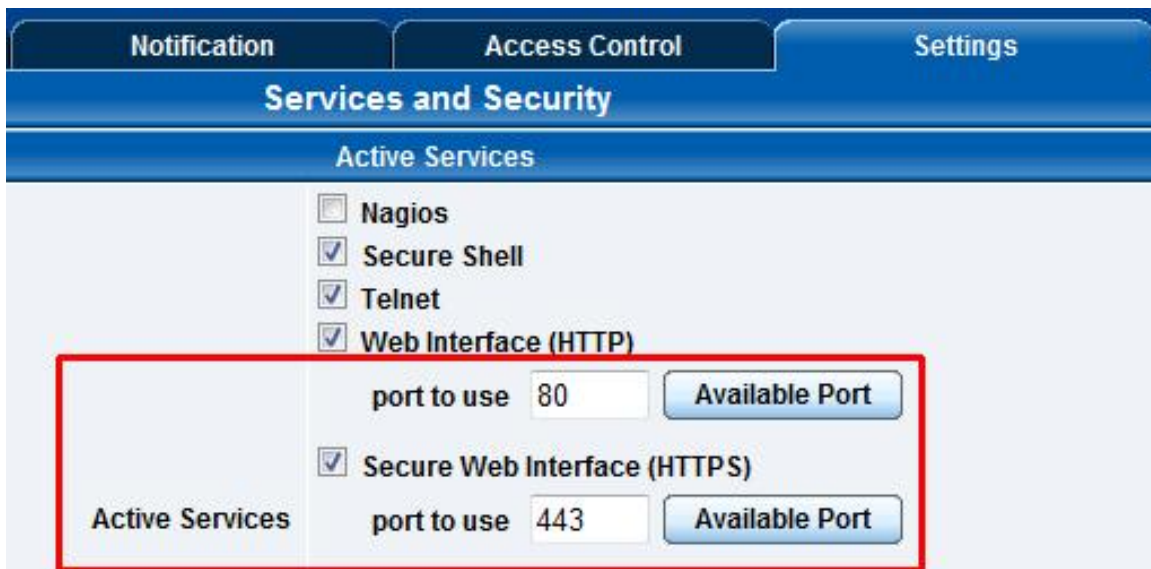 Notification Access Control Settings
Services and Security
Active Services
Nagios
Secure Shell
Telnet
Web Interface (HTTP)
port to use 80 Available Port
Secure Web Interface (HTTPS)
Active Services port to use 443 Available Port